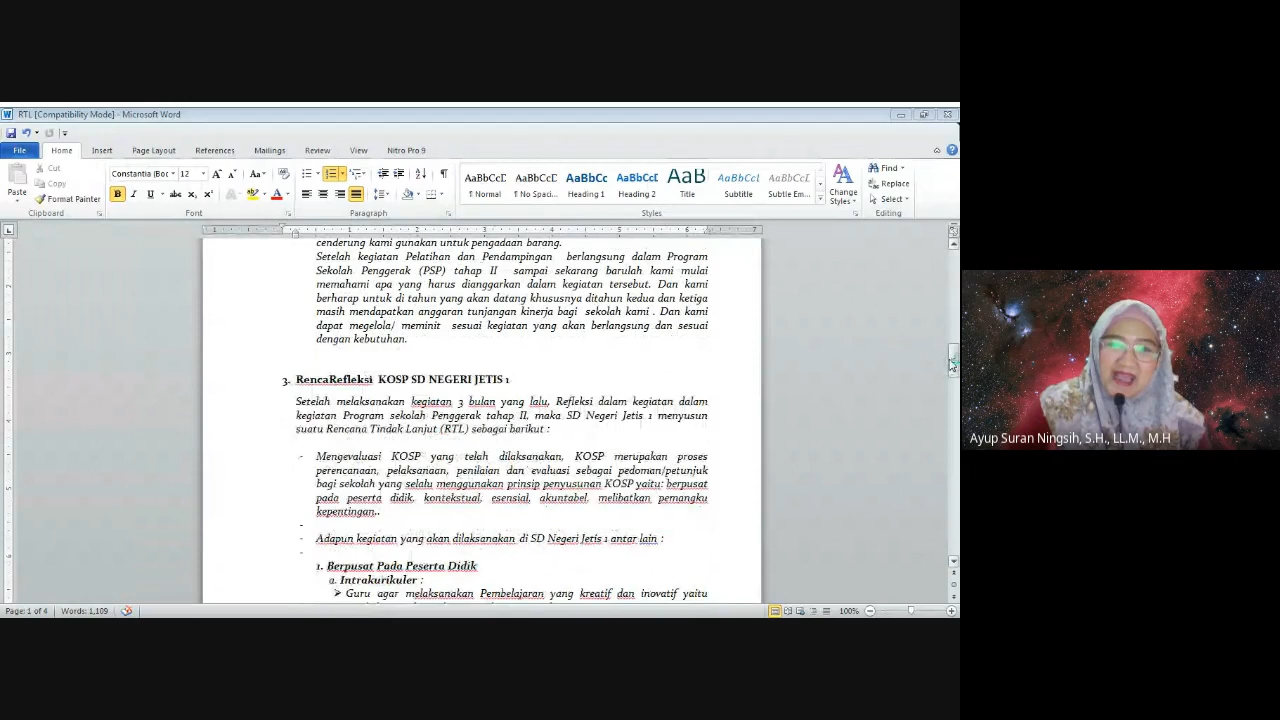 RTL [Compatibility Mode] - Microsoft Word
File Home Insert Page Layout References Mailings Review View Nitro Pro 9
Paste Cut Copy Format Painter
Constantia (Boc 12
AaBbCcI AaBbCcI AaBbCc AaBbCcl AaB AaBbCcl AaBbCcL
¶ Normal ¶ No Spaci... Heading 1 Heading 2 Title Subtitle Subtle Em...
Change Styles
Find Replace Select
Clipboard Font Paragraph Styles Editing
cenderung kami gunakan untuk pengadaan barang.
Setelah kegiatan Pelatihan dan Pendampingan berlangsung dalam Program
Sekolah Penggerak (PSP) tahap II sampai sekarang barulah kami mulai
memahami apa yang harus dianggarkan dalam kegiatan tersebut. Dan kami
berharap untuk di tahun yang akan datang khususnya ditahun kedua dan ketiga
masih mendapatkan anggaran tunjangan kinerja bagi sekolah kami . Dan kami
dapat megelola/ meminit sesuai kegiatan yang akan berlangsung dan sesuai
dengan kebutuhan.
3. RencaRefleksi KOSP SD NEGERI JETIS 1
Setelah melaksanakan kegiatan 3 bulan yang lalu, Refleksi dalam kegiatan dalam
kegiatan Program sekolah Penggerak tahap II, maka SD Negeri Jetis 1 menyusun
suatu Rencana Tindak Lanjut (RTL) sebagai barikut :
- Mengevaluasi KOSP yang telah dilaksanakan, KOSP merupakan proses
perencanaan, pelaksanaan, penilaian dan evaluasi sebagai pedoman/petunjuk
bagi sekolah yang selalu menggunakan prinsip penyusunan KOSP yaitu: berpusat
pada peserta didik, kontekstual, esensial, akuntabel, melibatkan pemangku
kepentingan..
-
- Adapun kegiatan yang akan dilaksanakan di SD Negeri Jetis 1 antar lain :
-
1. Berpusat Pada Peserta Didik
a. Intrakurikuler :
➢ Guru agar melaksanakan Pembelajaran yang kreatif dan inovatif yaitu
Page: 1 of 4 Words: 1,109 100%
Ayup Suran Ningsih, S.H., LL.M., M.H